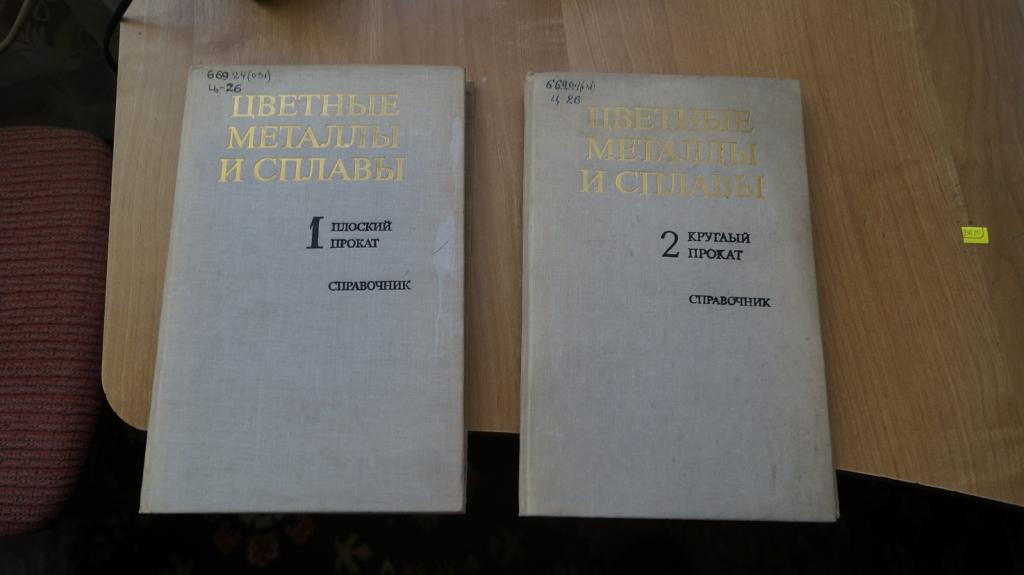 669.24(031)
Ц-26
ЦВЕТНЫЕ
МЕТАЛЛЫ
И СПЛАВЫ
1 ПЛОСКИЙ
ПРОКАТ
СПРАВОЧНИК
Ц-26
ЦВЕТНЫЕ
МЕТАЛЛЫ
И СПЛАВЫ
2 КРУГЛЫЙ
ПРОКАТ
СПРАВОЧНИК